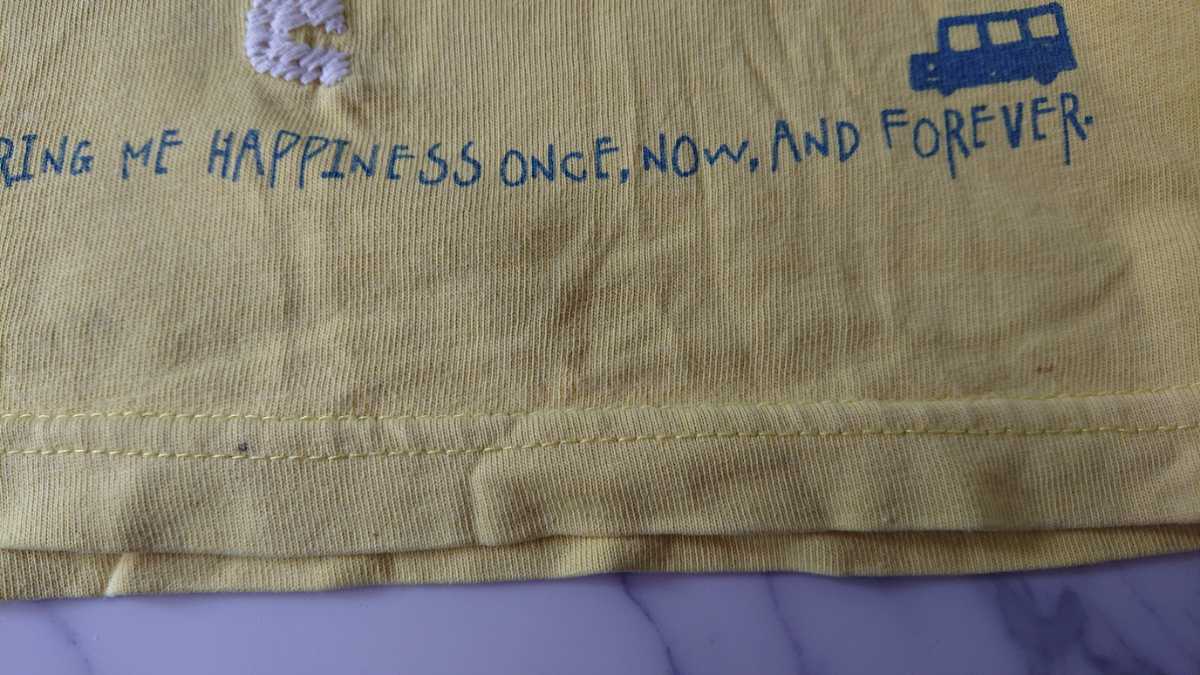 RING ME HAPPINESS ONCE, NOW, AND FOREVER.